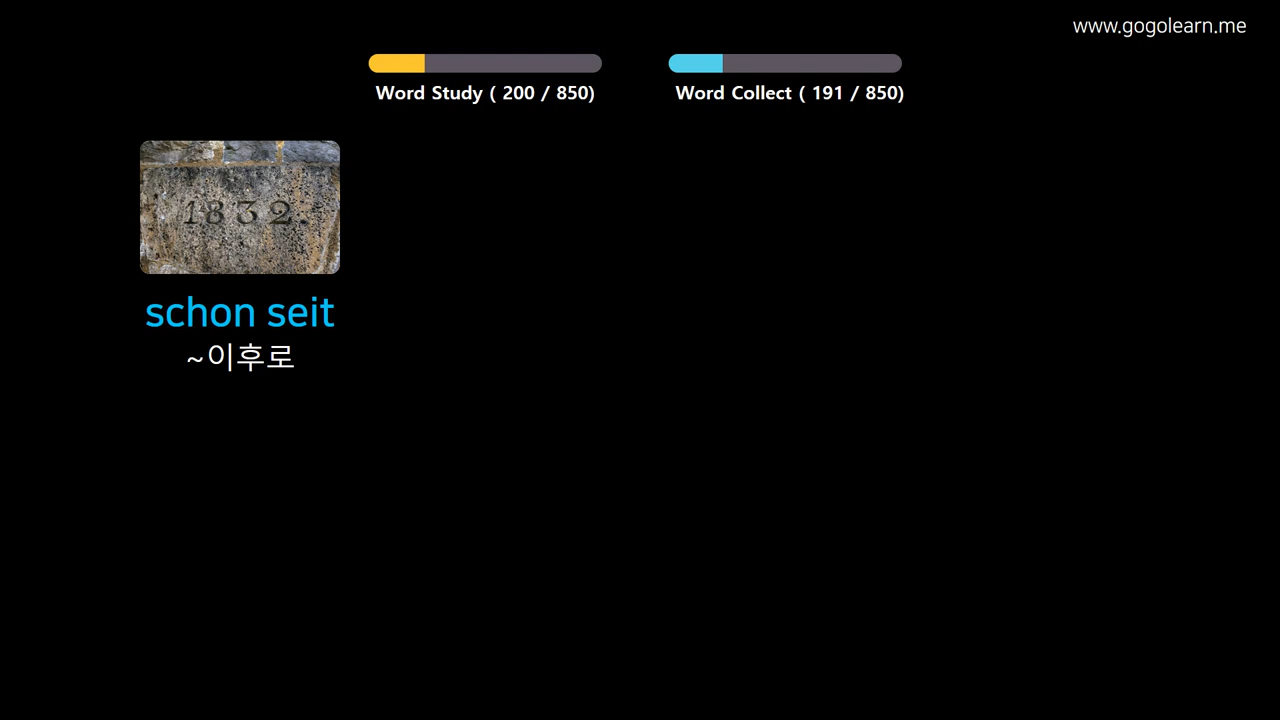 www.gogolearn.me
Word Study ( 200 / 850)
Word Collect ( 191 / 850)
1832.
schon seit
~이후로